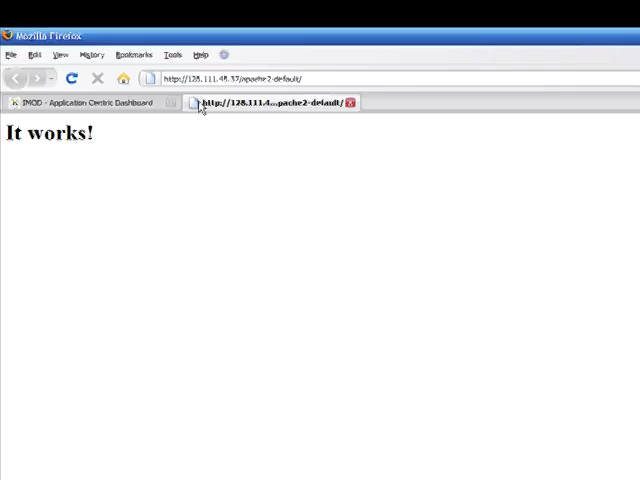 Mozilla Firefox
File Edit View History Bookmarks Tools Help
http://128.111.45.37/apache2-default/
IMOD - Application Centric Dashboard http://128.111.4...pache2-default/
It works!